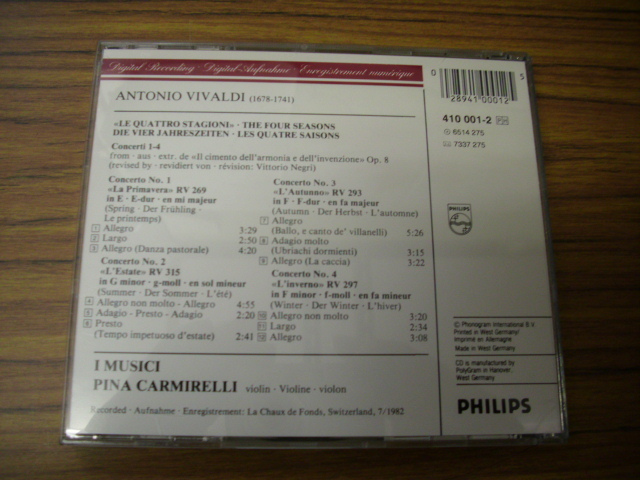 Digital Recording · Digital-Aufnahme · Enregistrement numérique
ANTONIO VIVALDI (1678-1741)
«LE QUATTRO STAGIONI» · THE FOUR SEASONS
DIE VIER JAHRESZEITEN · LES QUATRE SAISONS
Concerti 1-4
from · aus · extr. de «Il cimento dell'armonia e dell'invenzione» Op. 8
(revised by · revidiert von · révision: Vittorio Negri)
Concerto No. 1
«La Primavera» RV 269
in E · E-dur · en mi majeur
(Spring · Der Frühling ·
Le printemps)
1 Allegro 3:29
2 Largo 2:50
3 Allegro (Danza pastorale) 4:20
Concerto No. 2
«L'Estate» RV 315
in G minor · g-moll · en sol mineur
(Summer · Der Sommer · L'été)
4 Allegro non molto - Allegro 4:55
5 Adagio - Presto - Adagio 2:20
6 Presto
(Tempo impetuoso d'estate) 2:41
Concerto No. 3
«L'Autunno» RV 293
in F · F-dur · en fa majeur
(Autumn · Der Herbst · L'automne)
7 Allegro
(Ballo, e canto de' villanelli) 5:26
8 Adagio molto
(Ubriachi dormienti) 3:15
9 Allegro (La caccia) 3:22
Concerto No. 4
«L'inverno» RV 297
in F minor · f-moll · en fa mineur
(Winter · Der Winter · L'hiver)
10 Allegro non molto 3:20
11 Largo 2:34
12 Allegro 3:08
I MUSICI
PINA CARMIRELLI violin · Violine · violon
Recorded · Aufnahme · Enregistrement: La Chaux de Fonds, Switzerland, 7/1982
0 28941 00012 5
410 001-2
6514 275
7337 275
PHILIPS
© Phonogram International B.V.
Printed in West Germany/
Imprimé en Allemagne
Made in West Germany
CD is manufactured by
PolyGram in Hanover,
West Germany
PHILIPS